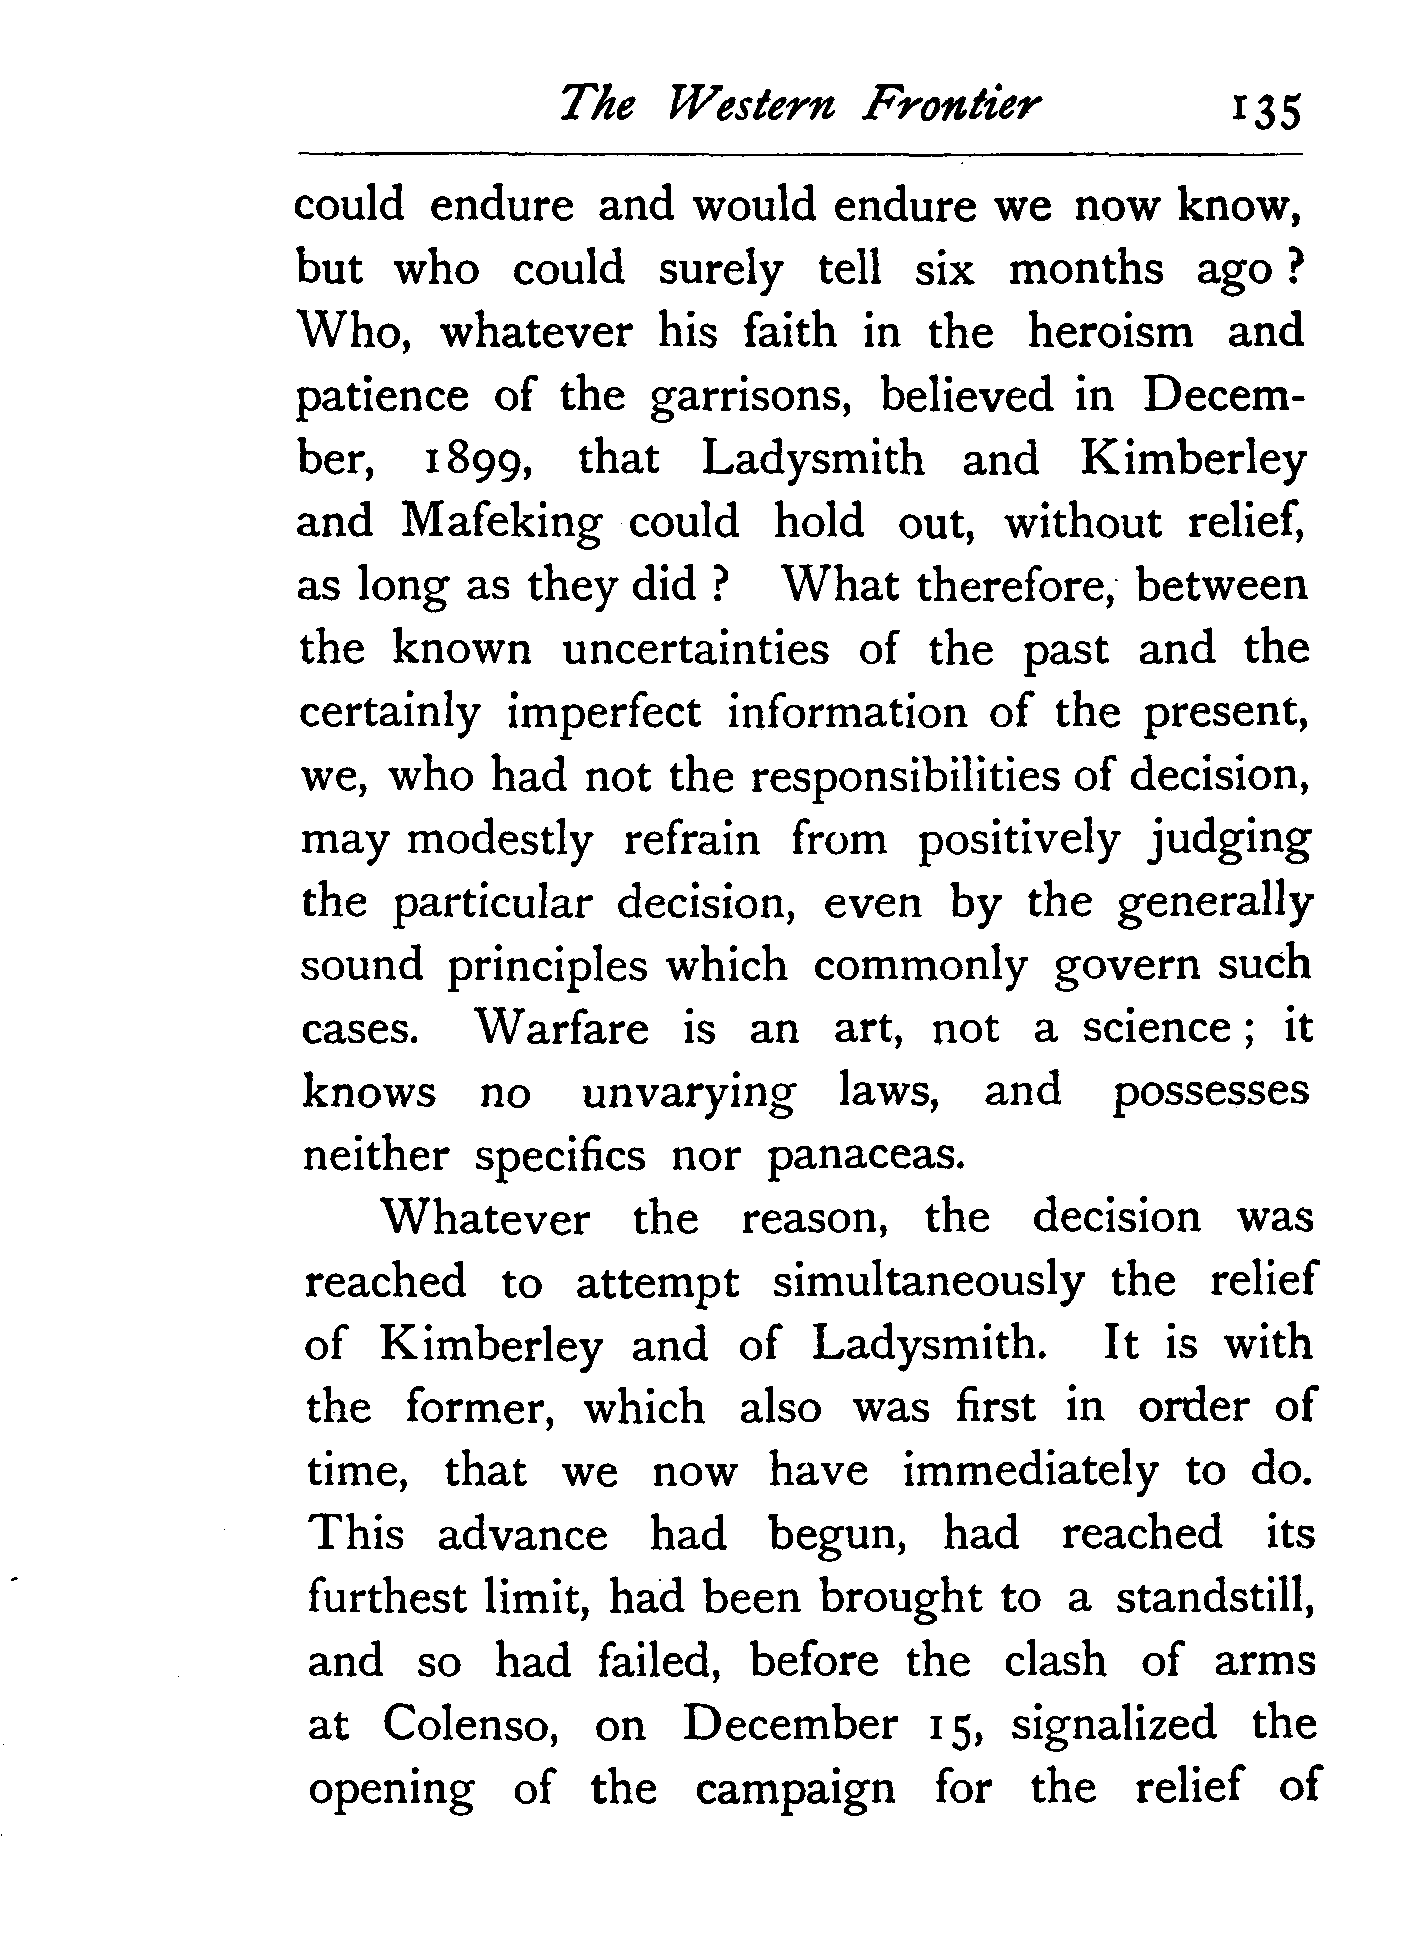 The Western Frontier 135
could endure and would endure we now know,
but who could surely tell six months ago ?
Who, whatever his faith in the heroism and
patience of the garrisons, believed in Decem-
ber, 1899, that Ladysmith and Kimberley
and Mafeking could hold out, without relief,
as long as they did ? What therefore, between
the known uncertainties of the past and the
certainly imperfect information of the present,
we, who had not the responsibilities of decision,
may modestly refrain from positively judging
the particular decision, even by the generally
sound principles which commonly govern such
cases. Warfare is an art, not a science ; it
knows no unvarying laws, and possesses
neither specifics nor panaceas.
Whatever the reason, the decision was
reached to attempt simultaneously the relief
of Kimberley and of Ladysmith. It is with
the former, which also was first in order of
time, that we now have immediately to do.
This advance had begun, had reached its
furthest limit, had been brought to a standstill,
and so had failed, before the clash of arms
at Colenso, on December 15, signalized the
opening of the campaign for the relief of